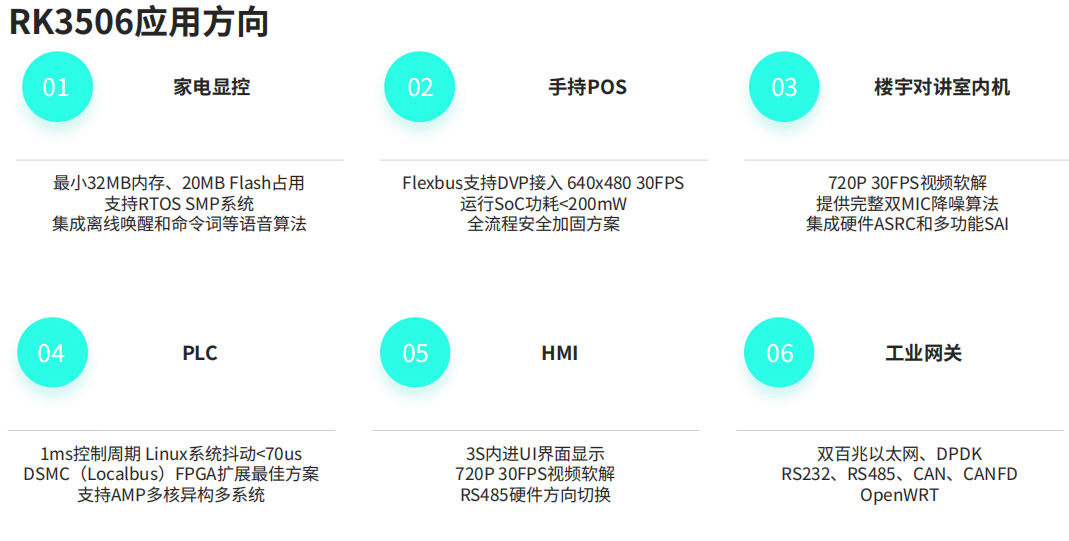 RK3506应用方向
01
家电显控
最小32MB内存、20MB Flash占用
支持RTOS SMP系统
集成离线唤醒和命令词等语音算法
02
手持POS
Flexbus支持DVP接入 640x480 30FPS
运行SoC功耗<200mW
全流程安全加固方案
03
楼宇对讲室内机
720P 30FPS视频软解
提供完整双MIC降噪算法
集成硬件ASRC和多功能SAI
04
PLC
1ms控制周期 Linux系统抖动<70us
DSMC（Localbus）FPGA扩展最佳方案
支持AMP多核异构多系统
05
HMI
3S内进UI界面显示
720P 30FPS视频软解
RS485硬件方向切换
06
工业网关
双百兆以太网、DPDK
RS232、RS485、CAN、CANFD
OpenWRT